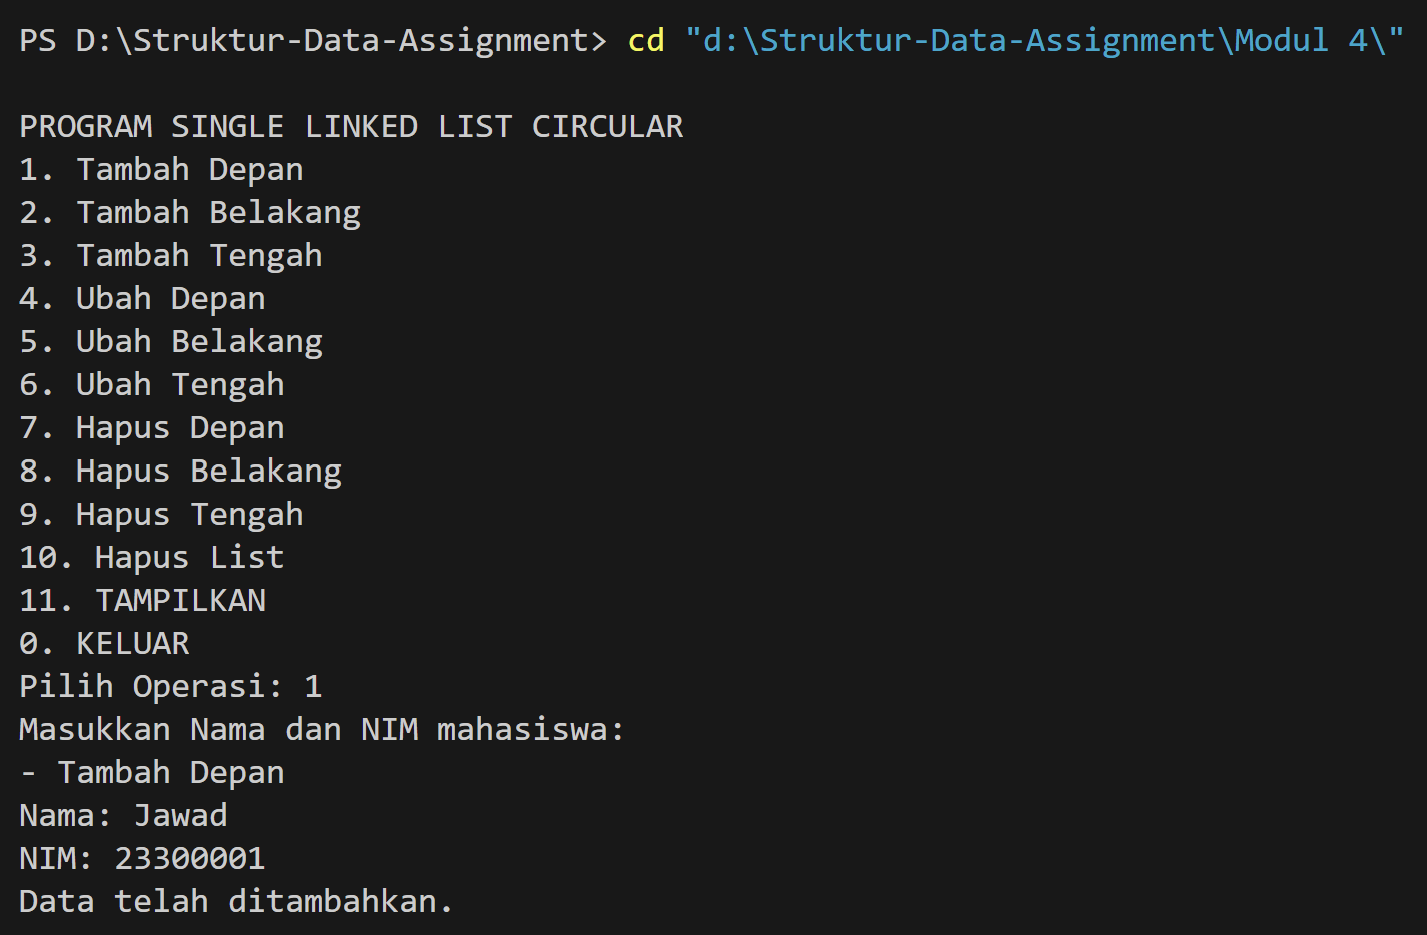 PS D:\Struktur-Data-Assignment> cd "d:\Struktur-Data-Assignment\Modul 4\"
PROGRAM SINGLE LINKED LIST CIRCULAR
1. Tambah Depan
2. Tambah Belakang
3. Tambah Tengah
4. Ubah Depan
5. Ubah Belakang
6. Ubah Tengah
7. Hapus Depan
8. Hapus Belakang
9. Hapus Tengah
10. Hapus List
11. TAMPILKAN
0. KELUAR
Pilih Operasi: 1
Masukkan Nama dan NIM mahasiswa:
- Tambah Depan
Nama: Jawad
NIM: 23300001
Data telah ditambahkan.